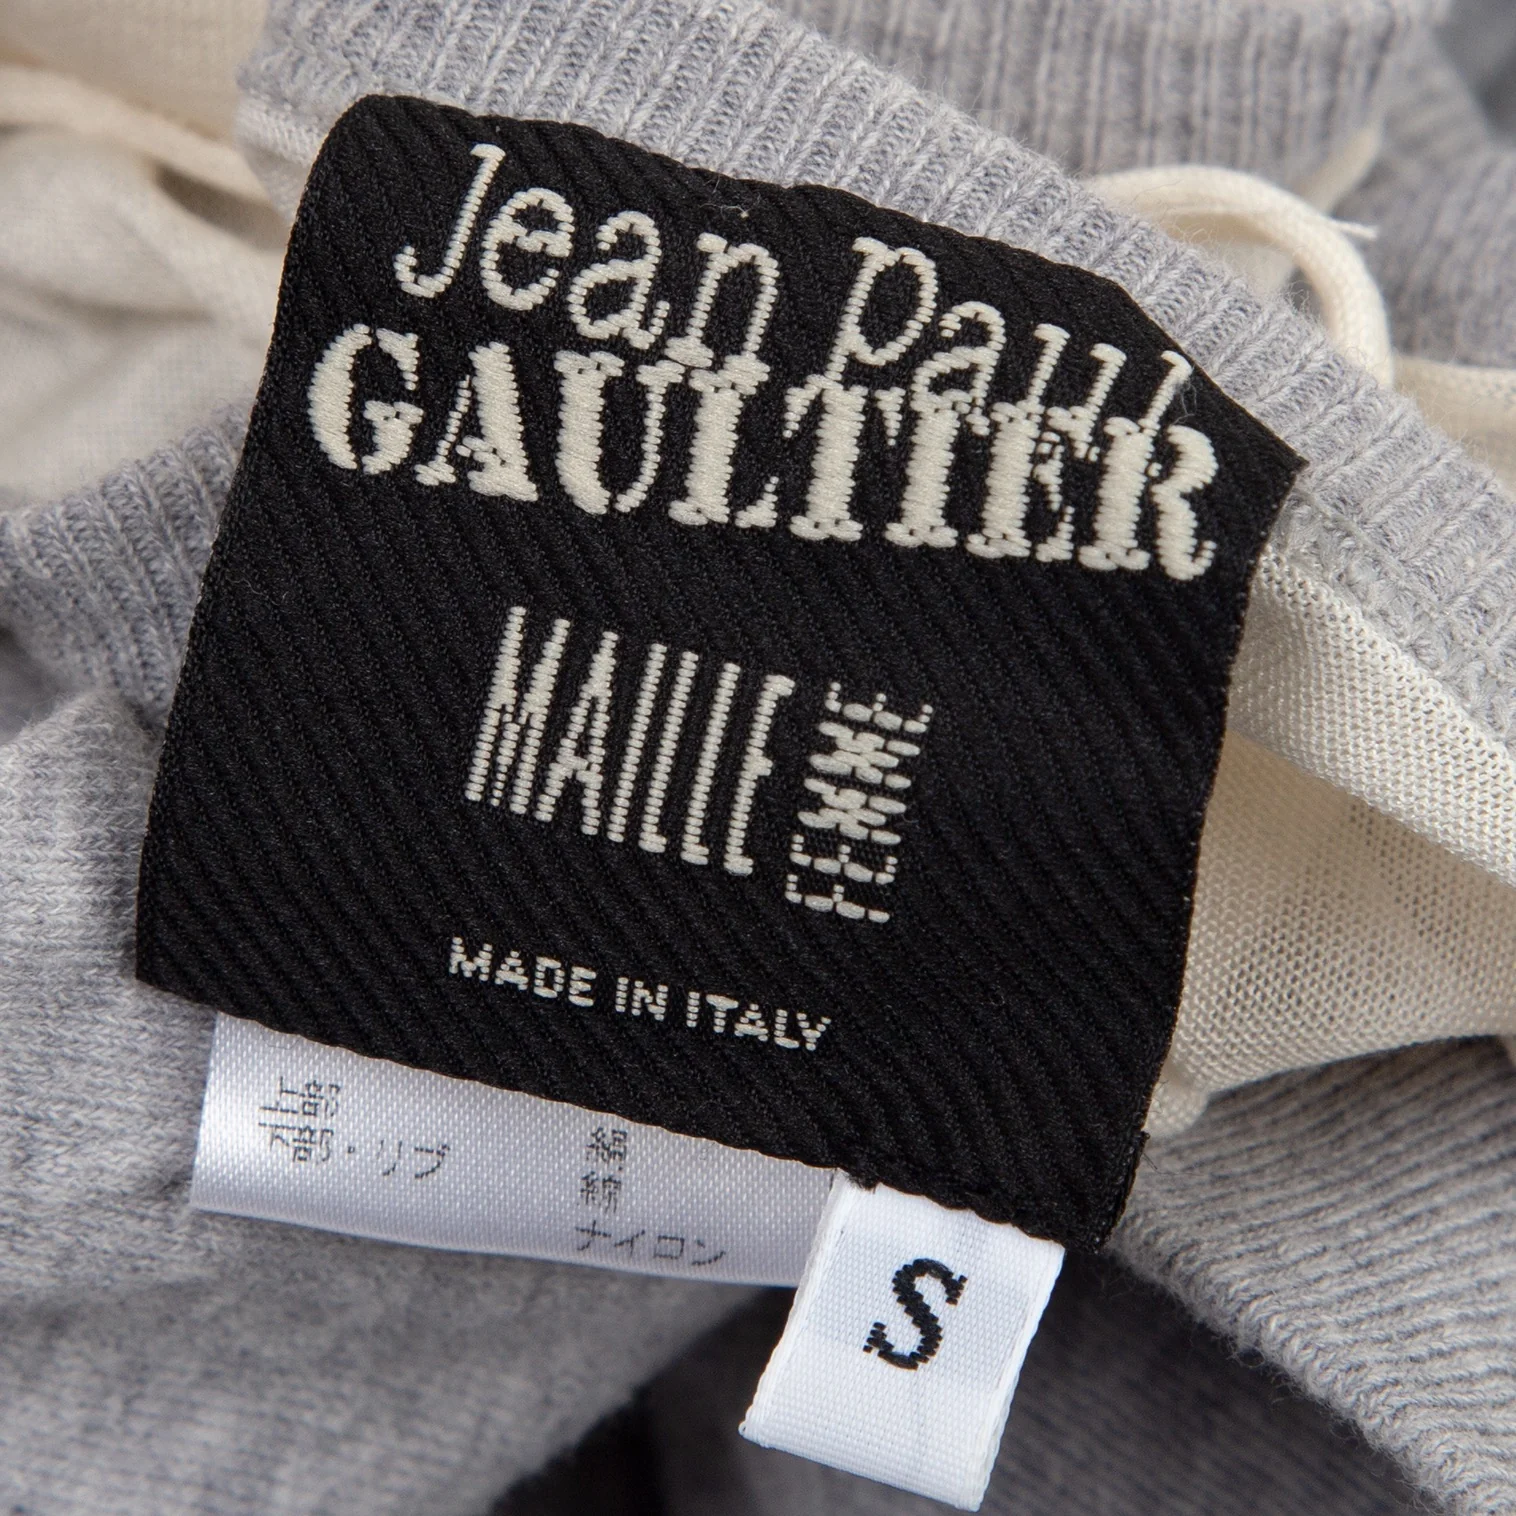 Jean Paul
GAULTIER
MAILLE FEMME
MADE IN ITALY
上部 綿
下部・リブ 綿
ナイロン
S